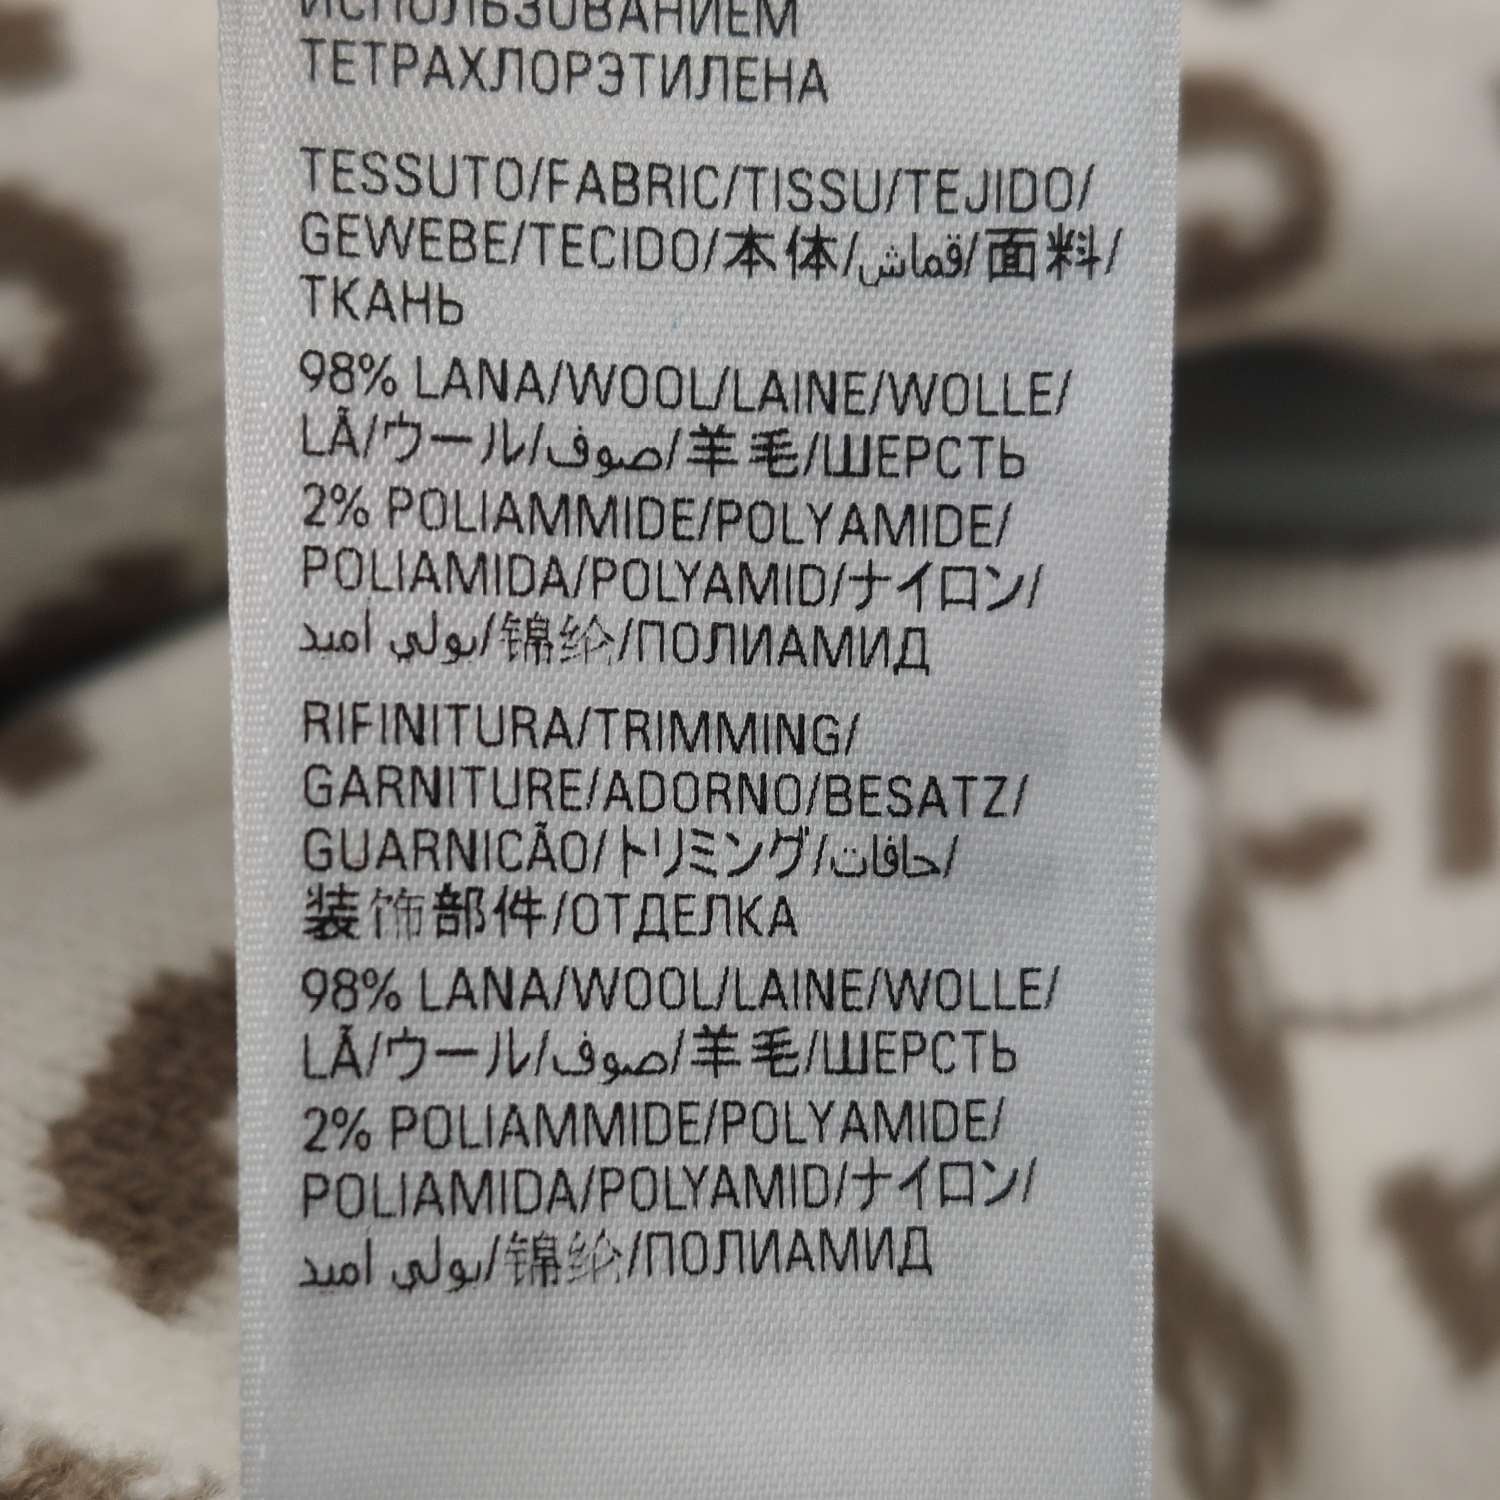 ИСПОЛЬЗОВАНИЕМ
ТЕТРАХЛОРЭТИЛЕНА
TESSUTO/FABRIC/TISSU/TEJIDO/
GEWEBE/TECIDO/本体/قماش/面料/
ТКАНЬ
98% LANA/WOOL/LAINE/WOLLE/
LÃ/ウール/صوف/羊毛/ШЕРСТЬ
2% POLIAMMIDE/POLYAMIDE/
POLIAMIDA/POLYAMID/ナイロン/
بولي اميد/锦纶/ПОЛИАМИД
RIFINITURA/TRIMMING/
GARNITURE/ADORNO/BESATZ/
GUARNICÃO/トリミング/حافات/
装饰部件/ОТДЕЛКА
98% LANA/WOOL/LAINE/WOLLE/
LÃ/ウール/صوف/羊毛/ШЕРСТЬ
2% POLIAMMIDE/POLYAMIDE/
POLIAMIDA/POLYAMID/ナイロン/
بولي اميد/锦纶/ПОЛИАМИД